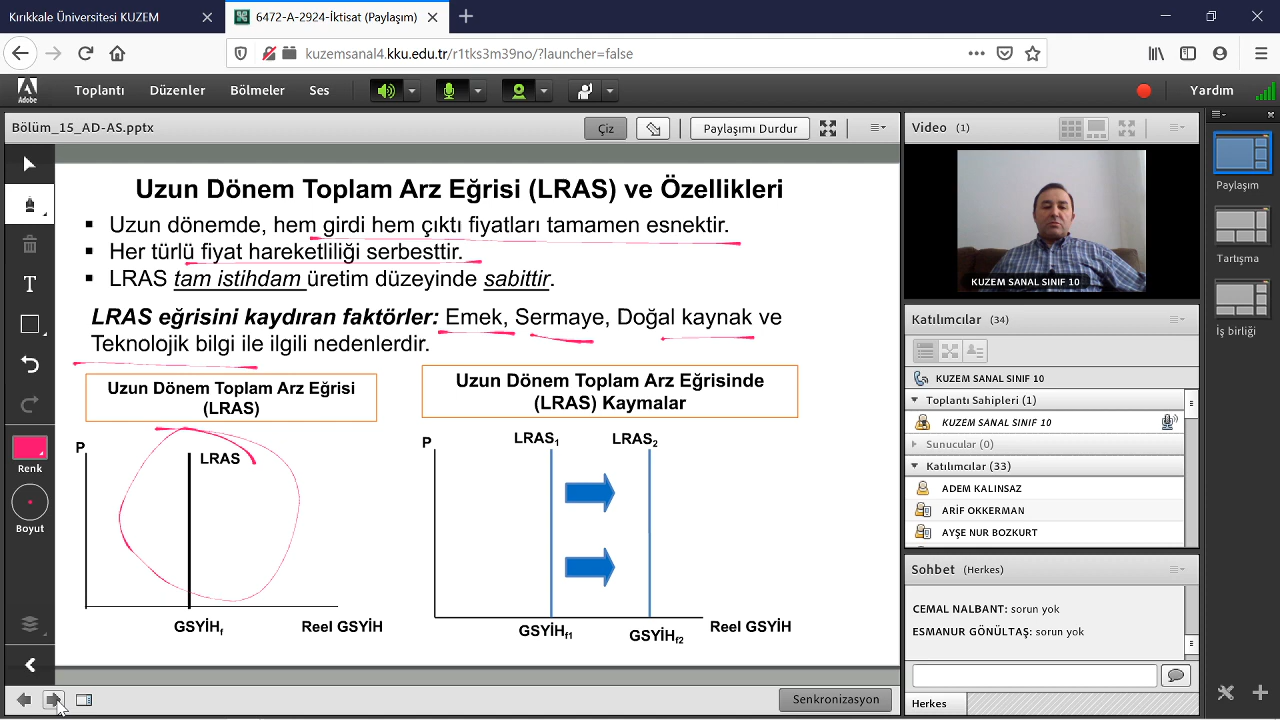 Kırıkkale Üniversitesi KUZEM
6472-A-2924-İktisat (Paylaşım)
kuzemsanal4.kku.edu.tr/r1tks3m39no/?launcher=false
Adobe
Toplantı
Düzenler
Bölmeler
Ses
Yardım
Bölüm_15_AD-AS.pptx
Çiz
Paylaşımı Durdur
Uzun Dönem Toplam Arz Eğrisi (LRAS) ve Özellikleri
▪ Uzun dönemde, hem girdi hem çıktı fiyatları tamamen esnektir.
▪ Her türlü fiyat hareketliliği serbesttir.
▪ LRAS tam istihdam üretim düzeyinde sabittir.
LRAS eğrisini kaydıran faktörler: Emek, Sermaye, Doğal kaynak ve
Teknolojik bilgi ile ilgili nedenlerdir.
Uzun Dönem Toplam Arz Eğrisi
(LRAS)
P
LRAS
GSYİHf
Reel GSYİH
Uzun Dönem Toplam Arz Eğrisinde
(LRAS) Kaymalar
P
LRAS1
LRAS2
GSYİHf1
GSYİHf2
Reel GSYİH
T
Renk
Boyut
Senkronizasyon
Video (1)
KUZEM SANAL SINIF 10
Katılımcılar (34)
KUZEM SANAL SINIF 10
Toplantı Sahipleri (1)
KUZEM SANAL SINIF 10
Sunucular (0)
Katılımcılar (33)
ADEM KALINSAZ
ARİF OKKERMAN
AYŞE NUR BOZKURT
Sohbet (Herkes)
CEMAL NALBANT: sorun yok
ESMANUR GÖNÜLTAŞ: sorun yok
Herkes
Paylaşım
Tartışma
İş birliği